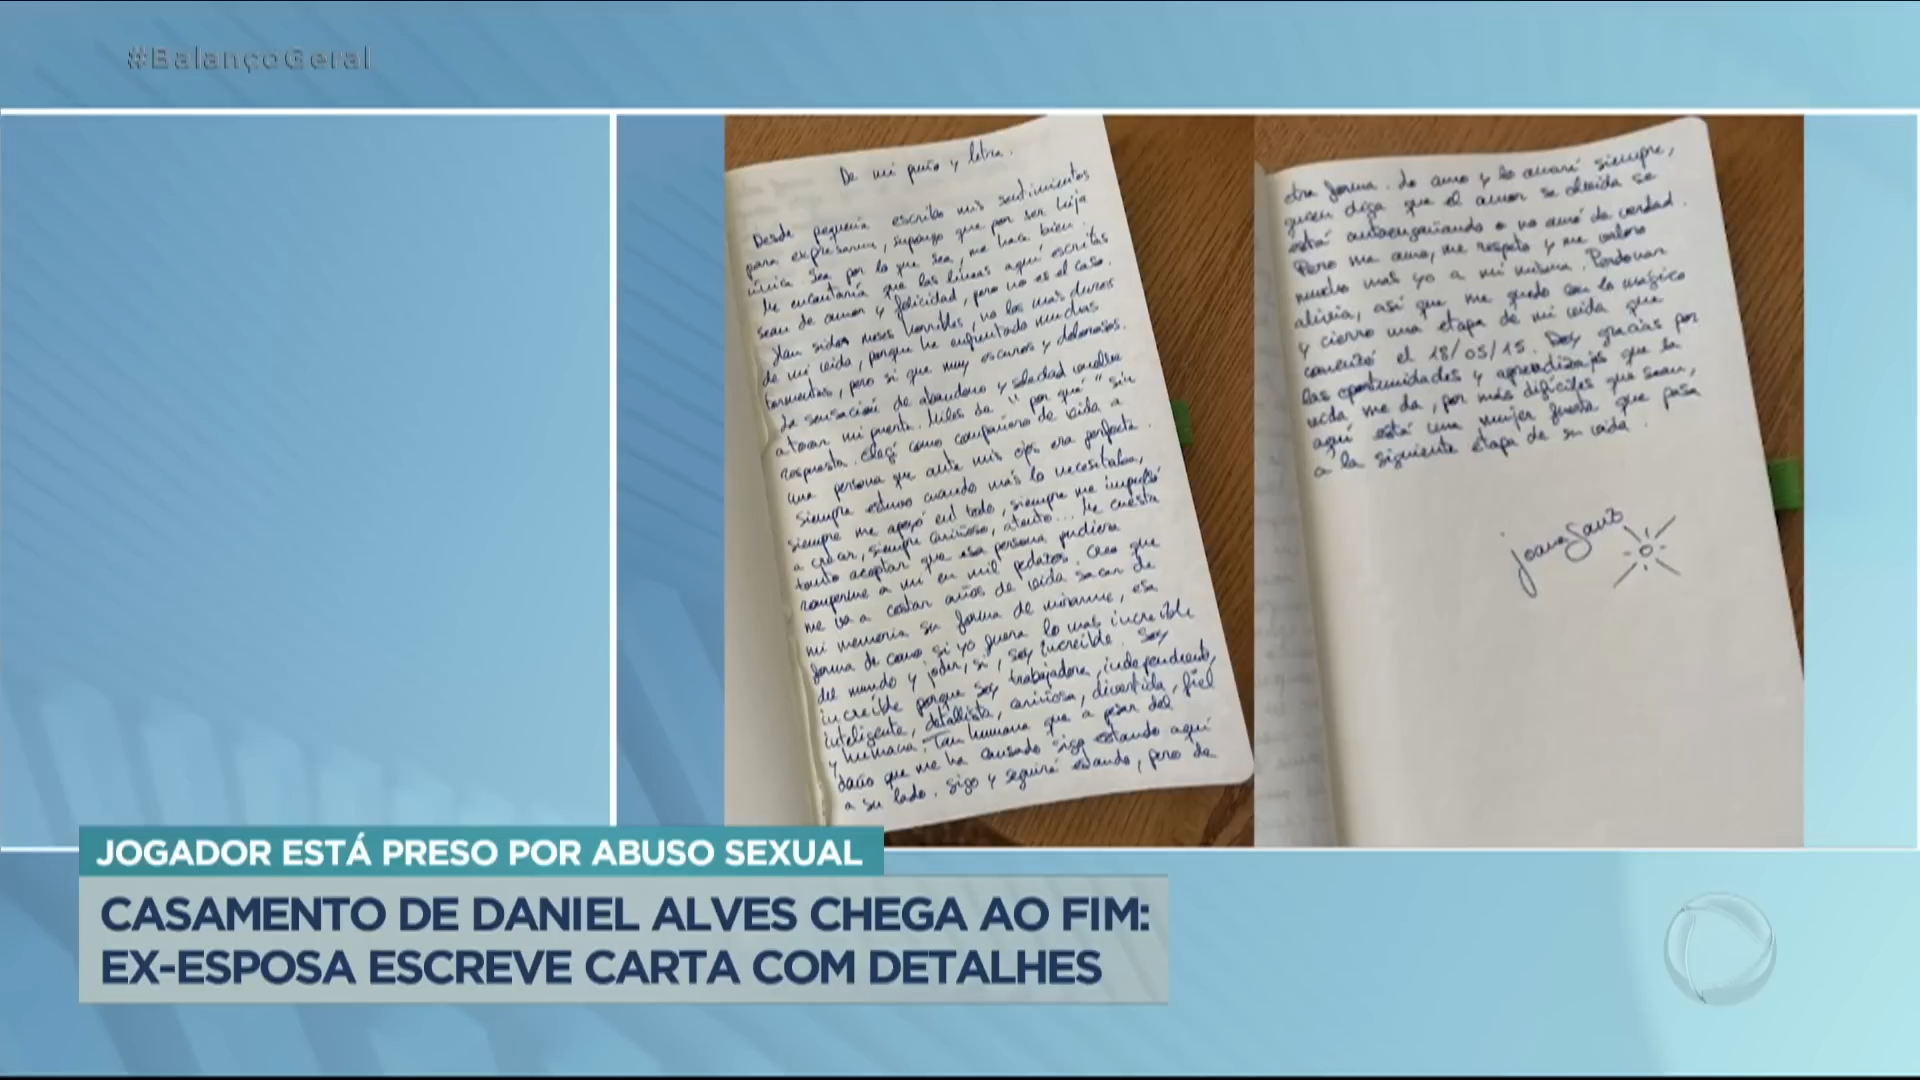 #BalançoGeral
De mi puño y letra.
Desde pequeña escribo mis sentimientos
para expresarme, supongo que por ser hija
única. Sea por lo que sea, me hace bien.
Me encantaría que las líneas aquí escritas
sean de amor y felicidad, pero no es el caso.
Han sido meses horribles, no los mas duros
de mi vida, porque he enfrentado muchas
tormentas, pero si que muy oscuros y dolorosos.
La sensación de abandono y soledad vuelve
a tocar mi puerta. Miles de "por qué" sin
respuesta. Elegí como compañero de vida a
una persona que ante mis ojos era perfecta.
Siempre estuvo cuando más lo necesitaba,
siempre me apoyó en todo, siempre me impulsó
a crear, siempre cariñoso, atento... Me cuesta
tanto aceptar que esa persona pudiera
romperme a mi en mil pedazos. Creo que
me va a costar años de vida sacar de
mi memoria su forma de mirarme, esa
forma de como si yo fuera lo mas increíble
del mundo y joder, si, soy increíble. Soy
increíble porque soy trabajadora, independiente,
inteligente, detallista, cariñosa, divertida, fiel
y humana. Tan humana que a pesar del
daño que me ha causado sigo estando aquí
a su lado. Sigo y seguiré estando, pero de
otra forma. Lo amo y lo amaré siempre,
quien diga que el amor se olvida se
está autoengañando o no amó de verdad.
Pero me amo, me respeto y me valoro
mucho mas yo a mi misma. Perdonar
alivia, así que me quedo con lo mágico
y cierro una etapa de mi vida que
comenzó el 18/05/15. Doy gracias por
las oportunidades y aprendizajes que la
vida me da, por más difíciles que sean,
aquí está una mujer fuerte que pasa
a la siguiente etapa de su vida.
Joana Sanz
JOGADOR ESTÁ PRESO POR ABUSO SEXUAL
CASAMENTO DE DANIEL ALVES CHEGA AO FIM:
EX-ESPOSA ESCREVE CARTA COM DETALHES